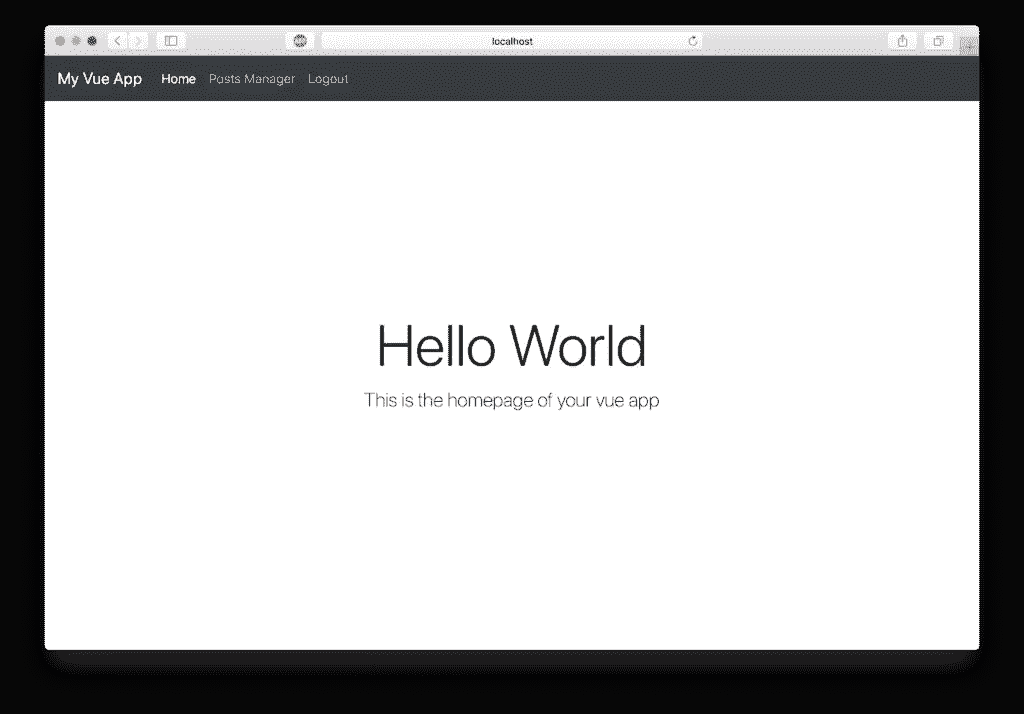 localhost
My Vue App Home Posts Manager Logout
Hello World
This is the homepage of your vue app